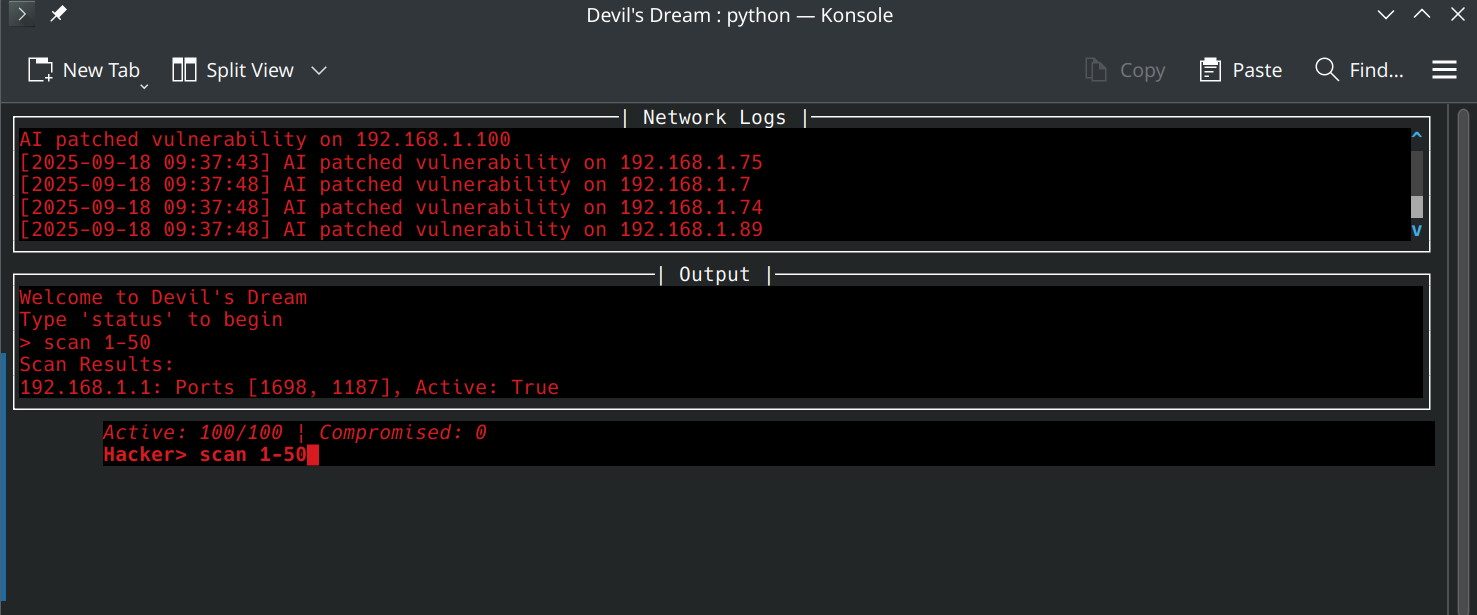 Devil's Dream : python — Konsole
New Tab
Split View
Copy
Paste
Find...
| Network Logs |
AI patched vulnerability on 192.168.1.100
[2025-09-18 09:37:43] AI patched vulnerability on 192.168.1.75
[2025-09-18 09:37:48] AI patched vulnerability on 192.168.1.7
[2025-09-18 09:37:48] AI patched vulnerability on 192.168.1.74
[2025-09-18 09:37:48] AI patched vulnerability on 192.168.1.89
| Output |
Welcome to Devil's Dream
Type 'status' to begin
> scan 1-50
Scan Results:
192.168.1.1: Ports [1698, 1187], Active: True
Active: 100/100 | Compromised: 0
Hacker> scan 1-50